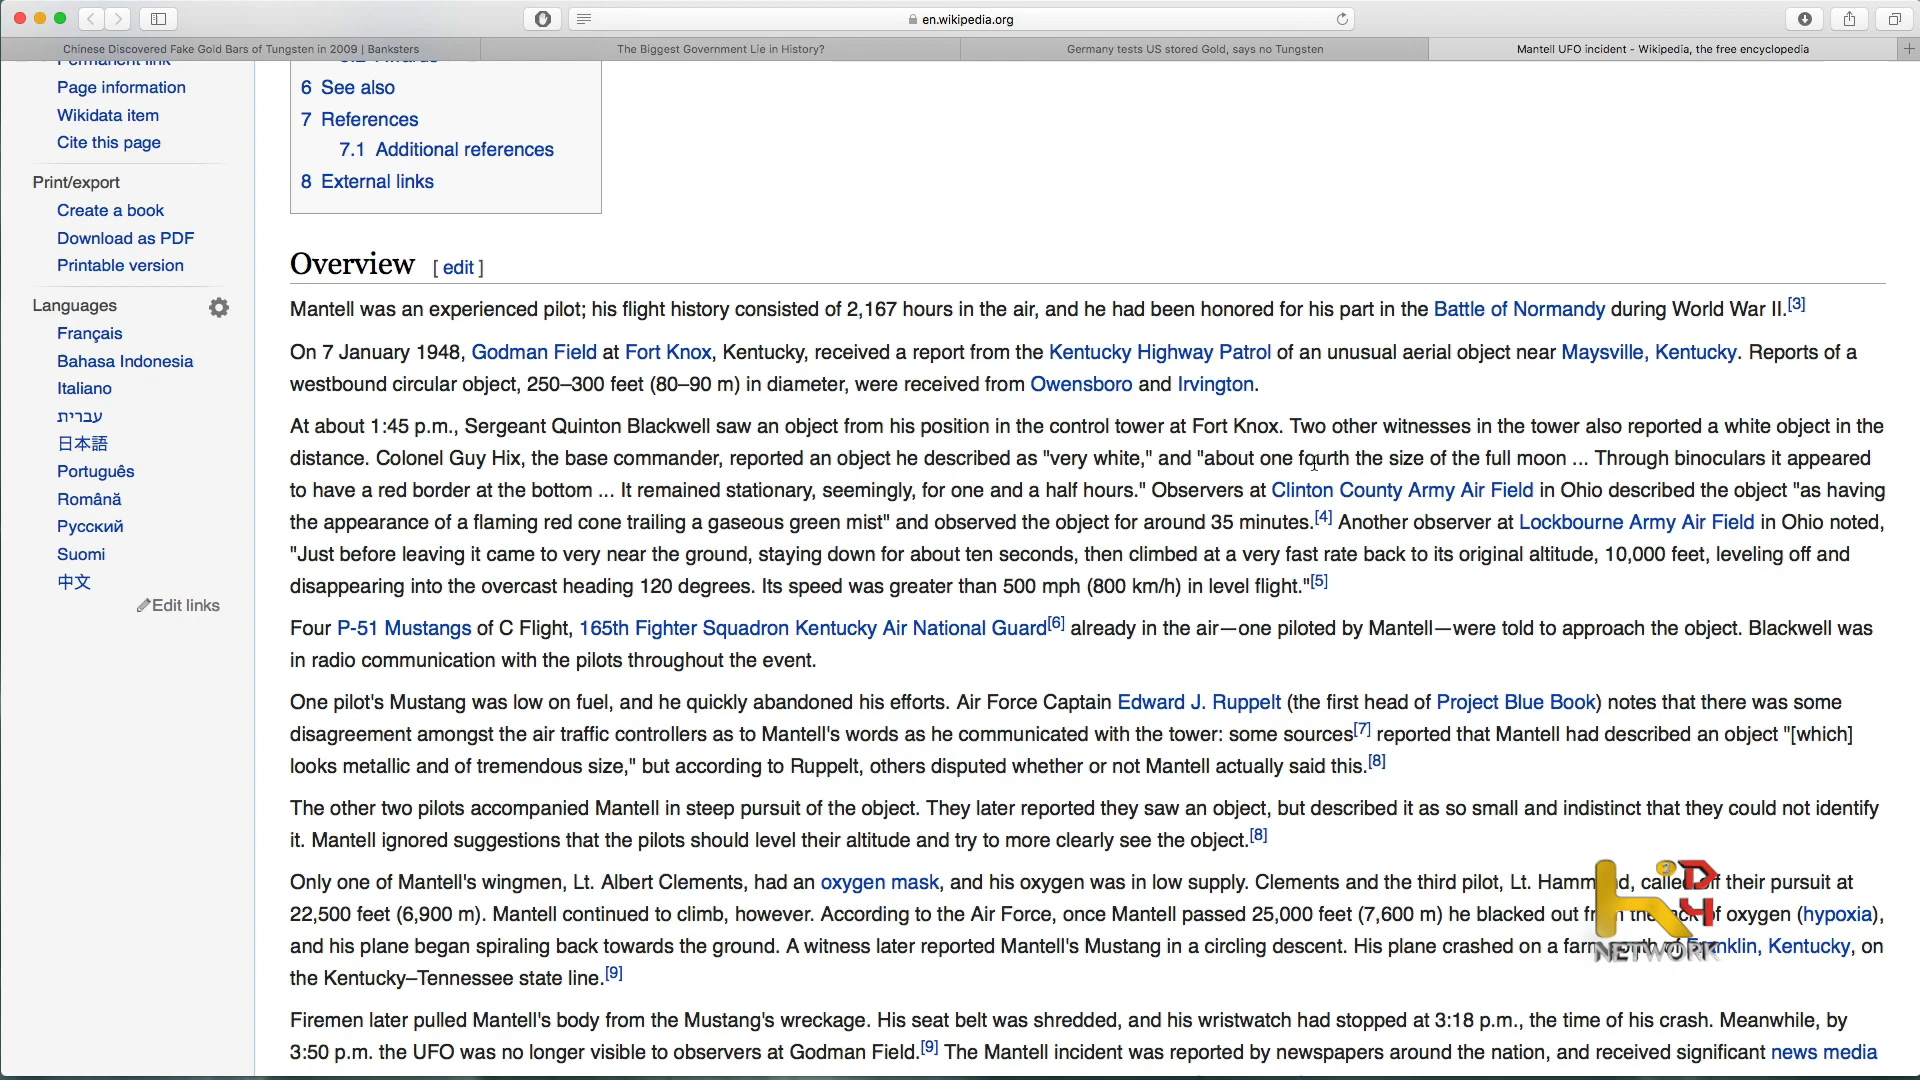 en.wikipedia.org
Chinese Discovered Fake Gold Bars of Tungsten in 2009 | Banksters
The Biggest Government Lie in History?
Germany tests US stored Gold, says no Tungsten
Mantell UFO incident - Wikipedia, the free encyclopedia
Permanent link
Page information
Wikidata item
Cite this page
Print/export
Create a book
Download as PDF
Printable version
Languages
Français
Bahasa Indonesia
Italiano
עברית
日本語
Português
Română
Русский
Suomi
中文
Edit links
6 See also
7 References
7.1 Additional references
8 External links
Overview [ edit ]
Mantell was an experienced pilot; his flight history consisted of 2,167 hours in the air, and he had been honored for his part in the Battle of Normandy during World War II.[3]
On 7 January 1948, Godman Field at Fort Knox, Kentucky, received a report from the Kentucky Highway Patrol of an unusual aerial object near Maysville, Kentucky. Reports of a
westbound circular object, 250–300 feet (80–90 m) in diameter, were received from Owensboro and Irvington.
At about 1:45 p.m., Sergeant Quinton Blackwell saw an object from his position in the control tower at Fort Knox. Two other witnesses in the tower also reported a white object in the
distance. Colonel Guy Hix, the base commander, reported an object he described as "very white," and "about one fourth the size of the full moon ... Through binoculars it appeared
to have a red border at the bottom ... It remained stationary, seemingly, for one and a half hours." Observers at Clinton County Army Air Field in Ohio described the object "as having
the appearance of a flaming red cone trailing a gaseous green mist" and observed the object for around 35 minutes.[4] Another observer at Lockbourne Army Air Field in Ohio noted,
"Just before leaving it came to very near the ground, staying down for about ten seconds, then climbed at a very fast rate back to its original altitude, 10,000 feet, leveling off and
disappearing into the overcast heading 120 degrees. Its speed was greater than 500 mph (800 km/h) in level flight."[5]
Four P-51 Mustangs of C Flight, 165th Fighter Squadron Kentucky Air National Guard[6] already in the air—one piloted by Mantell—were told to approach the object. Blackwell was
in radio communication with the pilots throughout the event.
One pilot's Mustang was low on fuel, and he quickly abandoned his efforts. Air Force Captain Edward J. Ruppelt (the first head of Project Blue Book) notes that there was some
disagreement amongst the air traffic controllers as to Mantell's words as he communicated with the tower: some sources[7] reported that Mantell had described an object "[which]
looks metallic and of tremendous size," but according to Ruppelt, others disputed whether or not Mantell actually said this.[8]
The other two pilots accompanied Mantell in steep pursuit of the object. They later reported they saw an object, but described it as so small and indistinct that they could not identify
it. Mantell ignored suggestions that the pilots should level their altitude and try to more clearly see the object.[8]
Only one of Mantell's wingmen, Lt. Albert Clements, had an oxygen mask, and his oxygen was in low supply. Clements and the third pilot, Lt. Hammond, called off their pursuit at
22,500 feet (6,900 m). Mantell continued to climb, however. According to the Air Force, once Mantell passed 25,000 feet (7,600 m) he blacked out from the lack of oxygen (hypoxia),
and his plane began spiraling back towards the ground. A witness later reported Mantell's Mustang in a circling descent. His plane crashed on a farm south of Franklin, Kentucky, on
the Kentucky–Tennessee state line.[9]
Firemen later pulled Mantell's body from the Mustang's wreckage. His seat belt was shredded, and his wristwatch had stopped at 3:18 p.m., the time of his crash. Meanwhile, by
3:50 p.m. the UFO was no longer visible to observers at Godman Field.[9] The Mantell incident was reported by newspapers around the nation, and received significant news media
NETWORK